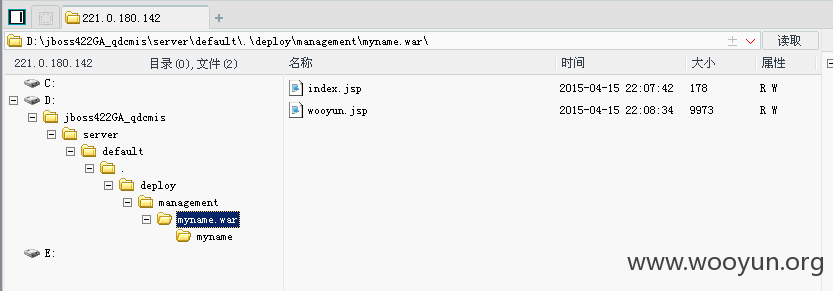 221.0.180.142
D:\jboss422GA_qdcmis\server\default\.\deploy\management\myname.war\
读取
221.0.180.142
目录(0),文件(2)
名称
时间
大小
属性
C:
D:
jboss422GA_qdcmis
server
default
.
deploy
management
myname.war
myname
E:
index.jsp
2015-04-15 22:07:42
178
R W
wooyun.jsp
2015-04-15 22:08:34
9973
R W
www.wooyun.org